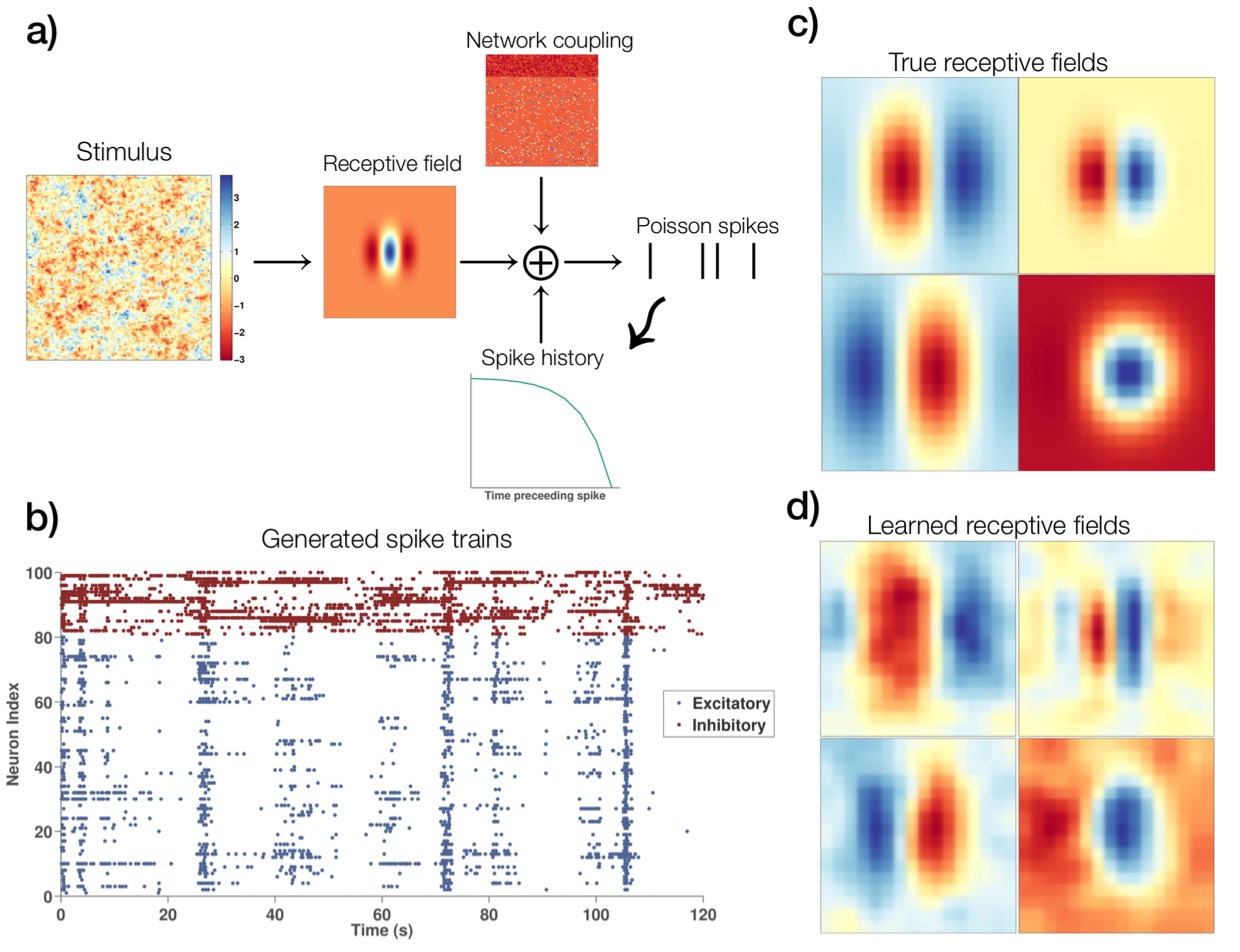 a)
Stimulus
3
2
1
0
−1
−2
−3
Receptive field
Network coupling
Poisson spikes
Spike history
Time preceeding spike
b)
Generated spike trains
Neuron Index
100
80
60
40
20
0
0 20 40 60 80 100 120
Time (s)
Excitatory
Inhibitory
c)
True receptive fields
d)
Learned receptive fields